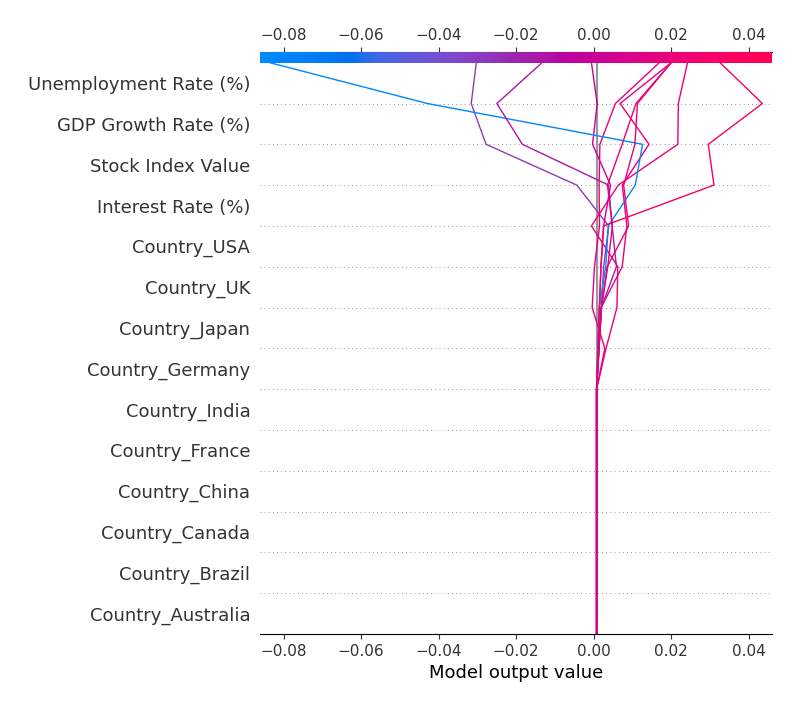 −0.08 −0.06 −0.04 −0.02 0.00 0.02 0.04
Unemployment Rate (%)
GDP Growth Rate (%)
Stock Index Value
Interest Rate (%)
Country_USA
Country_UK
Country_Japan
Country_Germany
Country_India
Country_France
Country_China
Country_Canada
Country_Brazil
Country_Australia
−0.08 −0.06 −0.04 −0.02 0.00 0.02 0.04
Model output value